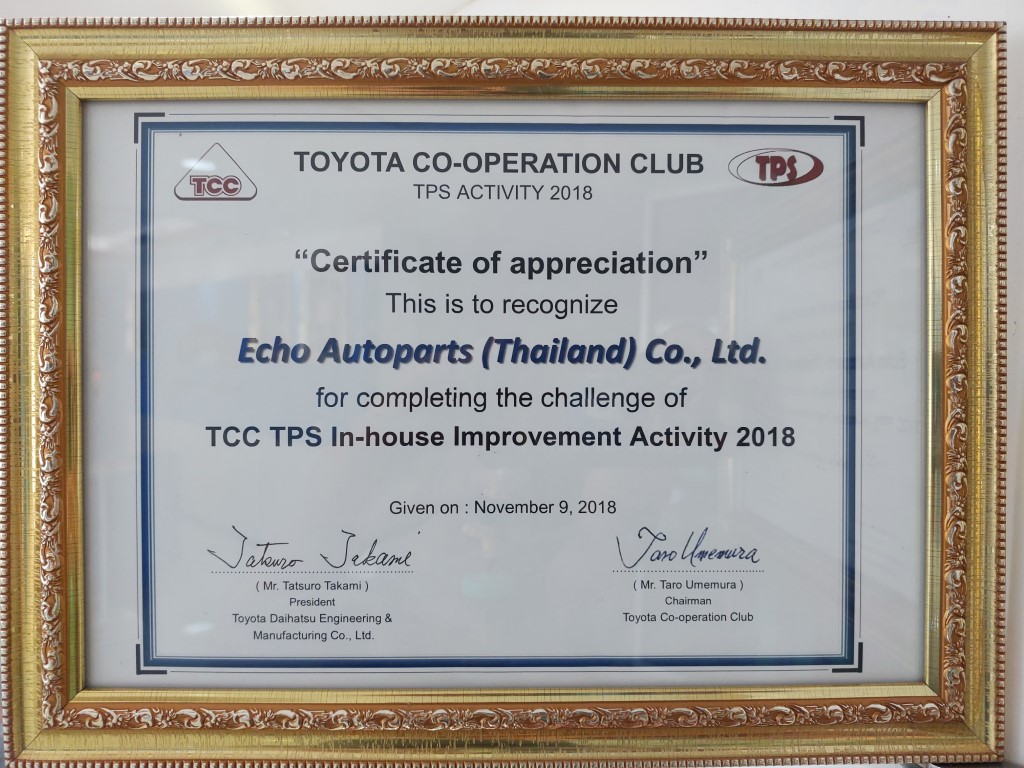 TCC
TOYOTA CO-OPERATION CLUB
TPS
TPS ACTIVITY 2018
“Certificate of appreciation”
This is to recognize
Echo Autoparts (Thailand) Co., Ltd.
for completing the challenge of
TCC TPS In-house Improvement Activity 2018
Given on : November 9, 2018
Tatsuro Takami
Taro Umemura
( Mr. Tatsuro Takami )
President
Toyota Daihatsu Engineering &
Manufacturing Co., Ltd.
( Mr. Taro Umemura )
Chairman
Toyota Co-operation Club